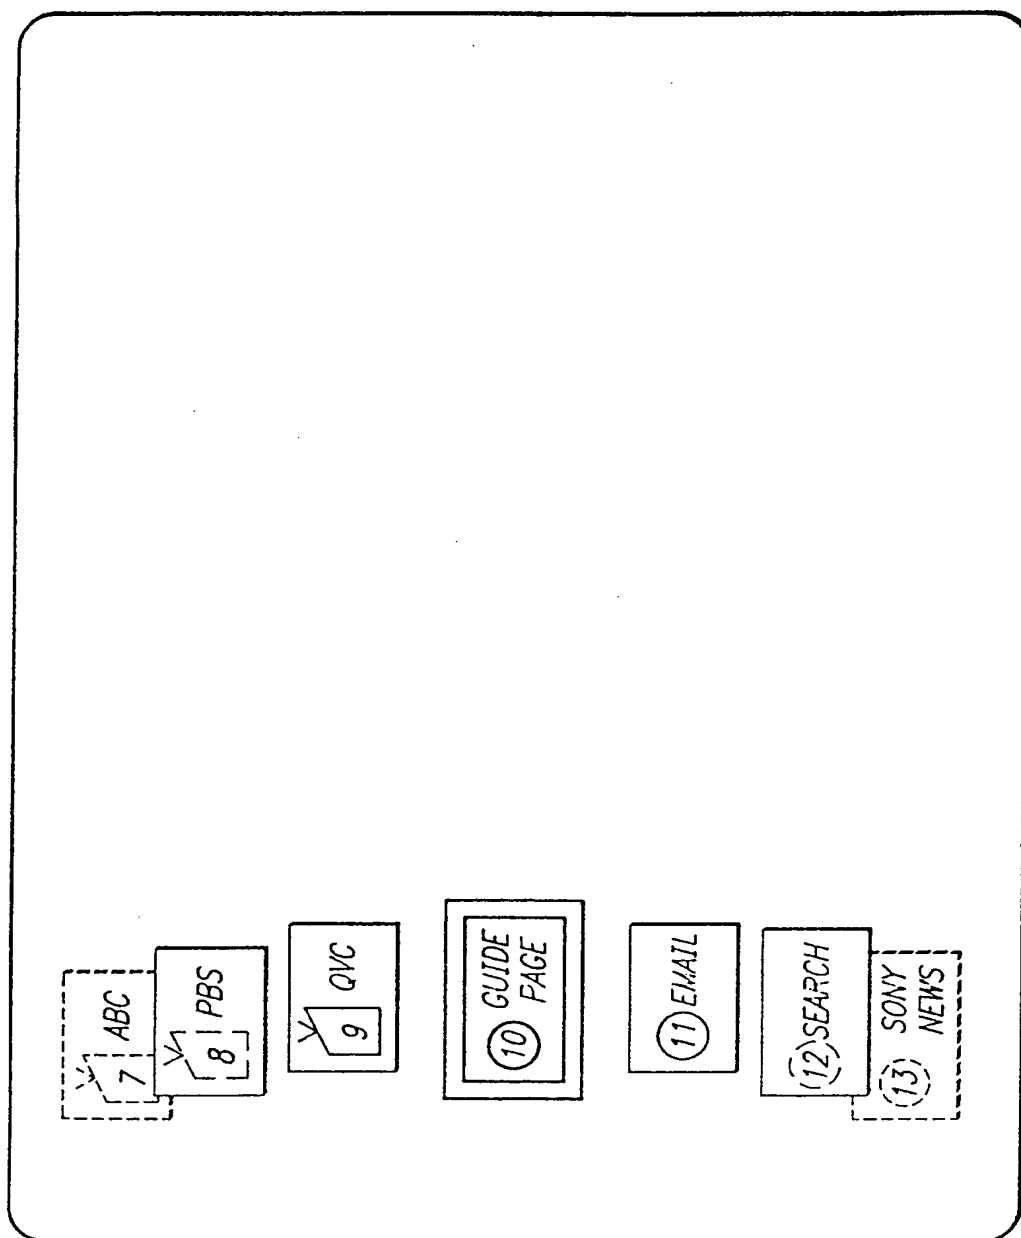 7 ABC
8 PBS
9 QVC
10 GUIDE
PAGE
11 EMAIL
12 SEARCH
13 SONY
NEWS